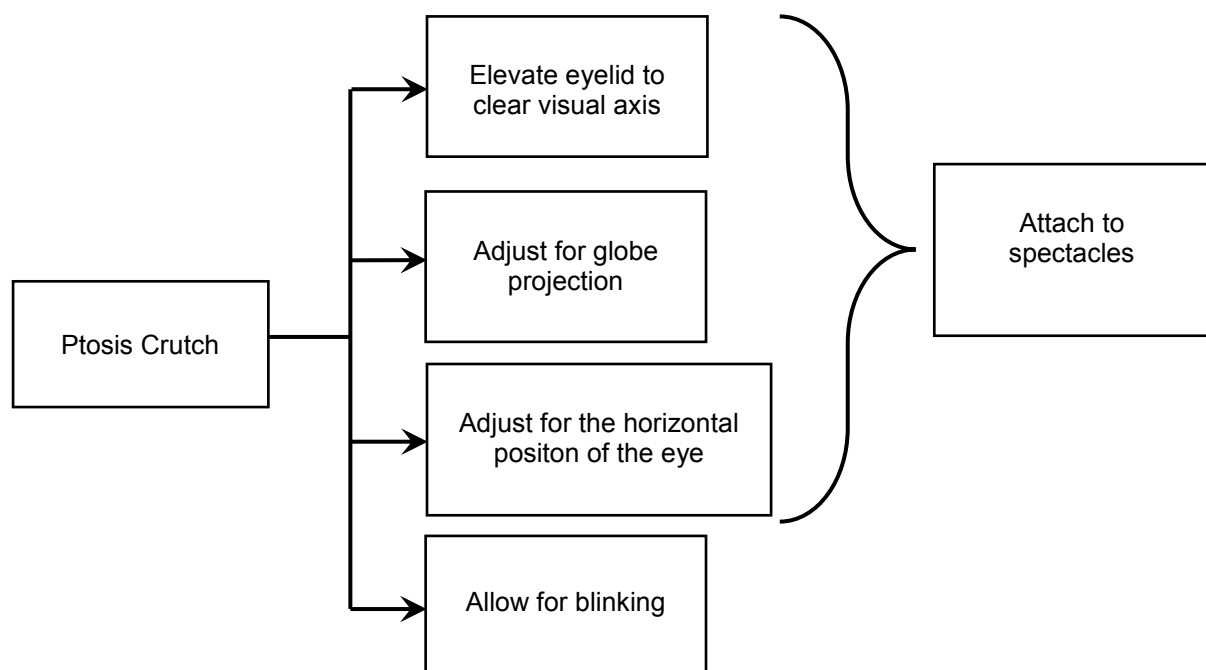 Elevate eyelid to
clear visual axis
Adjust for globe
projection
Attach to
spectacles
Ptosis Crutch
Adjust for the horizontal
positon of the eye
Allow for blinking